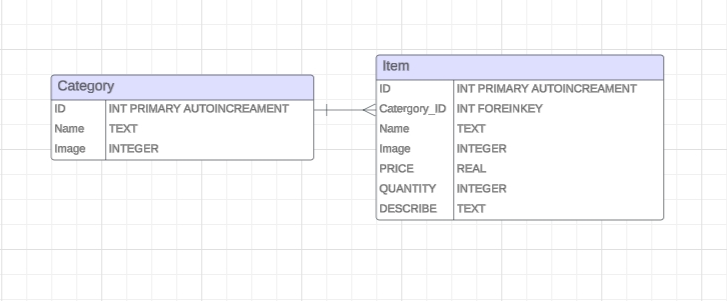 Category
ID INT PRIMARY AUTOINCREAMENT
Name TEXT
Image INTEGER
Item
ID INT PRIMARY AUTOINCREAMENT
Catergory_ID INT FOREINKEY
Name TEXT
Image INTEGER
PRICE REAL
QUANTITY INTEGER
DESCRIBE TEXT